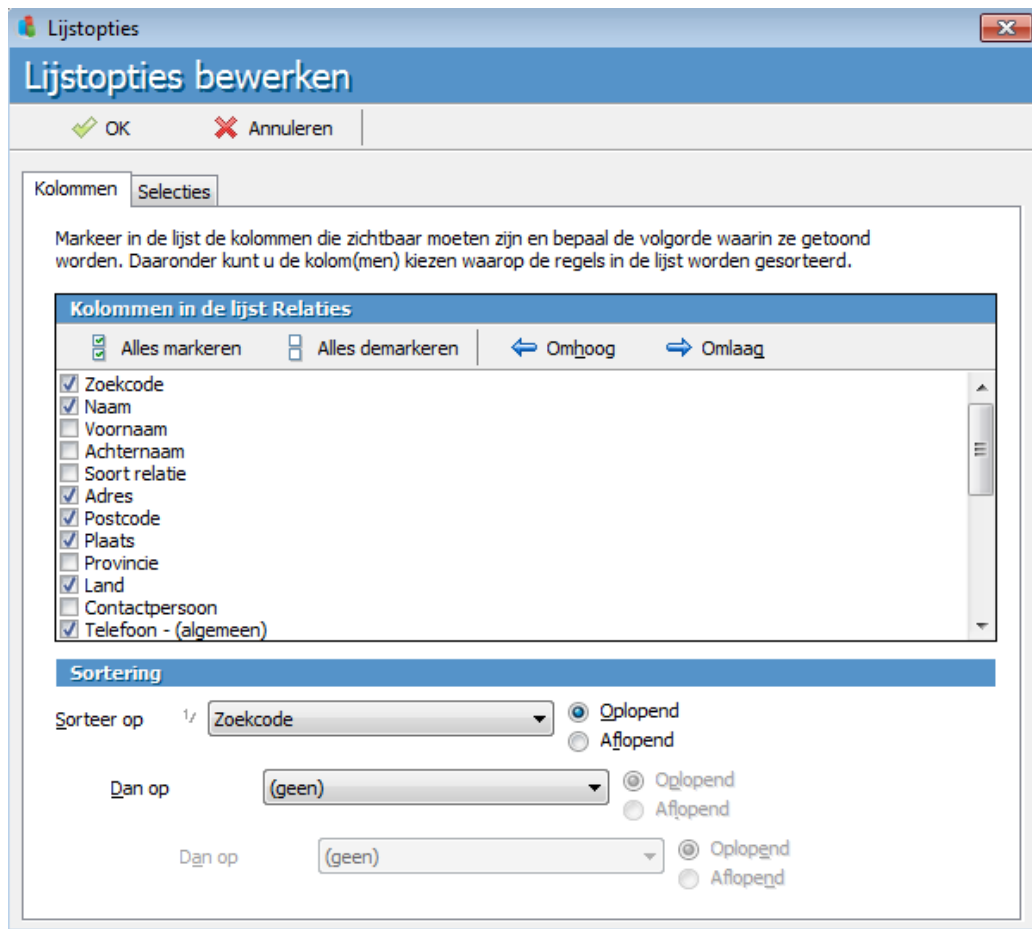 Lijstopties
Lijstopties bewerken
OK Annuleren
Kolommen Selecties
Markeer in de lijst de kolommen die zichtbaar moeten zijn en bepaal de volgorde waarin ze getoond
worden. Daaronder kunt u de kolom(men) kiezen waarop de regels in de lijst worden gesorteerd.
Kolommen in de lijst Relaties
Alles markeren Alles demarkeren Omhoog Omlaag
Zoekcode
Naam
Voornaam
Achternaam
Soort relatie
Adres
Postcode
Plaats
Provincie
Land
Contactpersoon
Telefoon - (algemeen)
Sortering
Sorteer op 1/ Zoekcode Oplopend
Aflopend
Dan op (geen) Oplopend
Aflopend
Dan op (geen) Oplopend
Aflopend